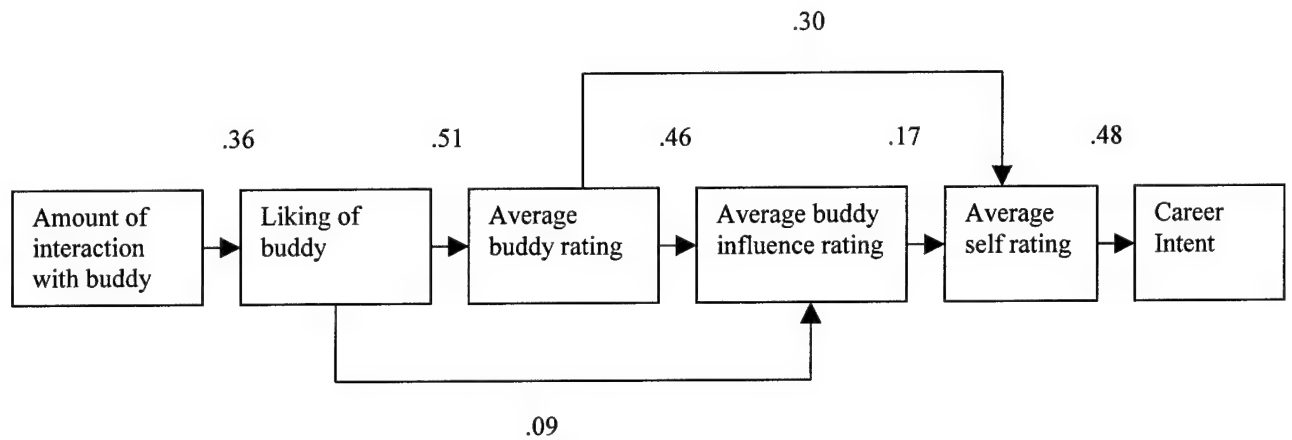 .30
.36
.51
.46
.17
.48
Amount of
interaction
with buddy
Liking of
buddy
Average
buddy rating
Average buddy
influence rating
Average
self rating
Career
Intent
.09